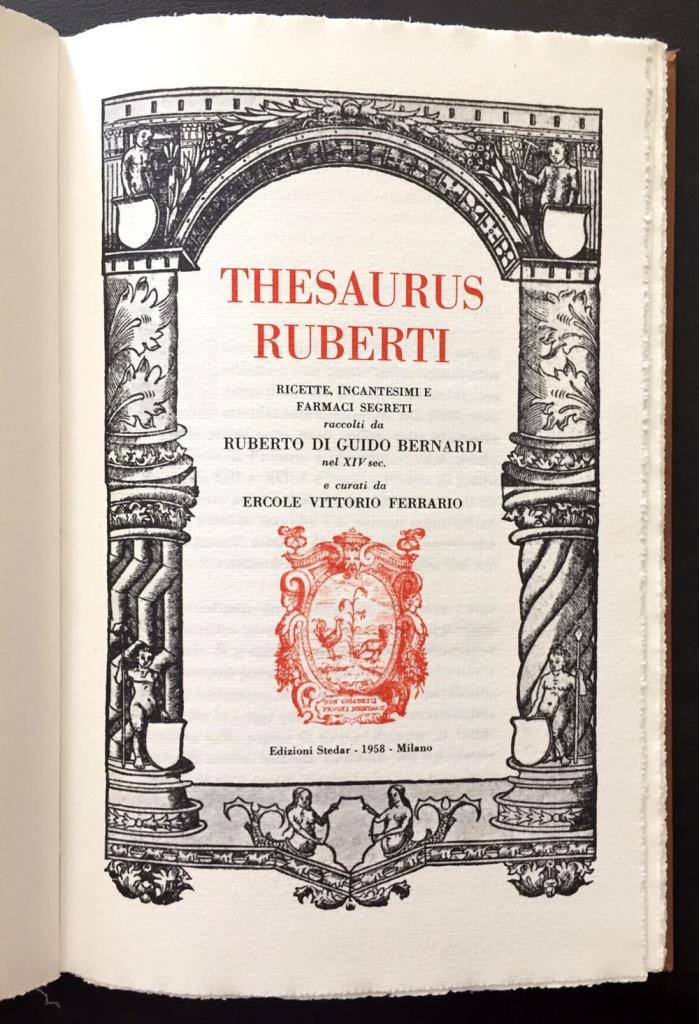 THESAURUS
RUBERTI
RICETTE, INCANTESIMI E
FARMACI SEGRETI
raccolti da
RUBERTO DI GUIDO BERNARDI
nel XIV sec.
e curati da
ERCOLE VITTORIO FERRARIO
NON
Edizioni Stedar - 1958 - Milano